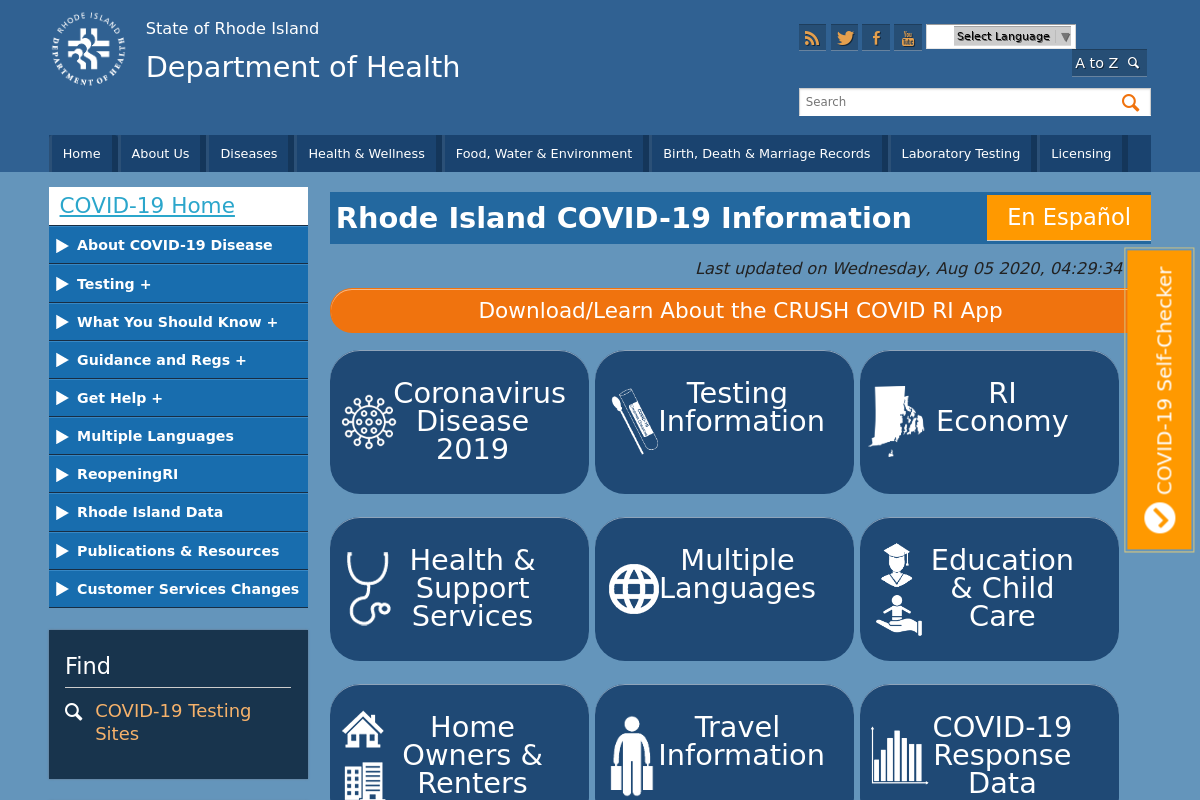 RHODE ISLAND
DEPARTMENT OF HEALTH
State of Rhode Island
Department of Health
You
Tube
Select Language ▼
A to Z
Search
Home
About Us
Diseases
Health & Wellness
Food, Water & Environment
Birth, Death & Marriage Records
Laboratory Testing
Licensing
COVID-19 Home
About COVID-19 Disease
Testing +
What You Should Know +
Guidance and Regs +
Get Help +
Multiple Languages
ReopeningRI
Rhode Island Data
Publications & Resources
Customer Services Changes
Find
COVID-19 Testing
Sites
Rhode Island COVID-19 Information
En Español
Last updated on Wednesday, Aug 05 2020, 04:29:34
Download/Learn About the CRUSH COVID RI App
COVID-19 Self-Checker
Coronavirus
Disease
2019
Testing
Information
RI
Economy
Health &
Support
Services
Multiple
Languages
Education
& Child
Care
Home
Owners &
Renters
Travel
Information
COVID-19
Response
Data